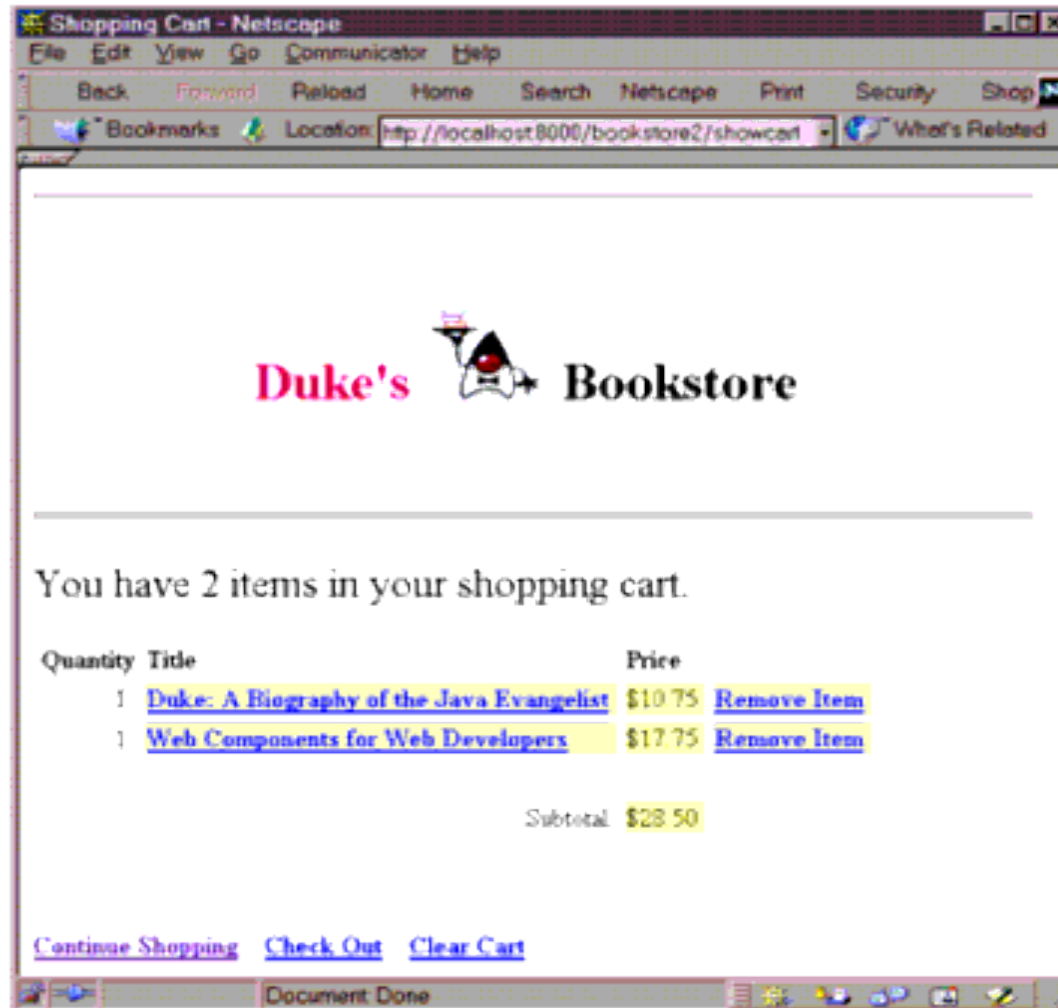 Shopping Cart - Netscape
File Edit View Go Communicator Help
Back Forward Reload Home Search Netscape Print Security Shop
Bookmarks Location: http://localhost:8000/bookstore2/showcart What's Related
Duke's Bookstore
You have 2 items in your shopping cart.
Quantity Title Price
1 Duke: A Biography of the Java Evangelist $10.75 Remove Item
1 Web Components for Web Developers $17.75 Remove Item
Subtotal $28.50
Continue Shopping Check Out Clear Cart
Document: Done